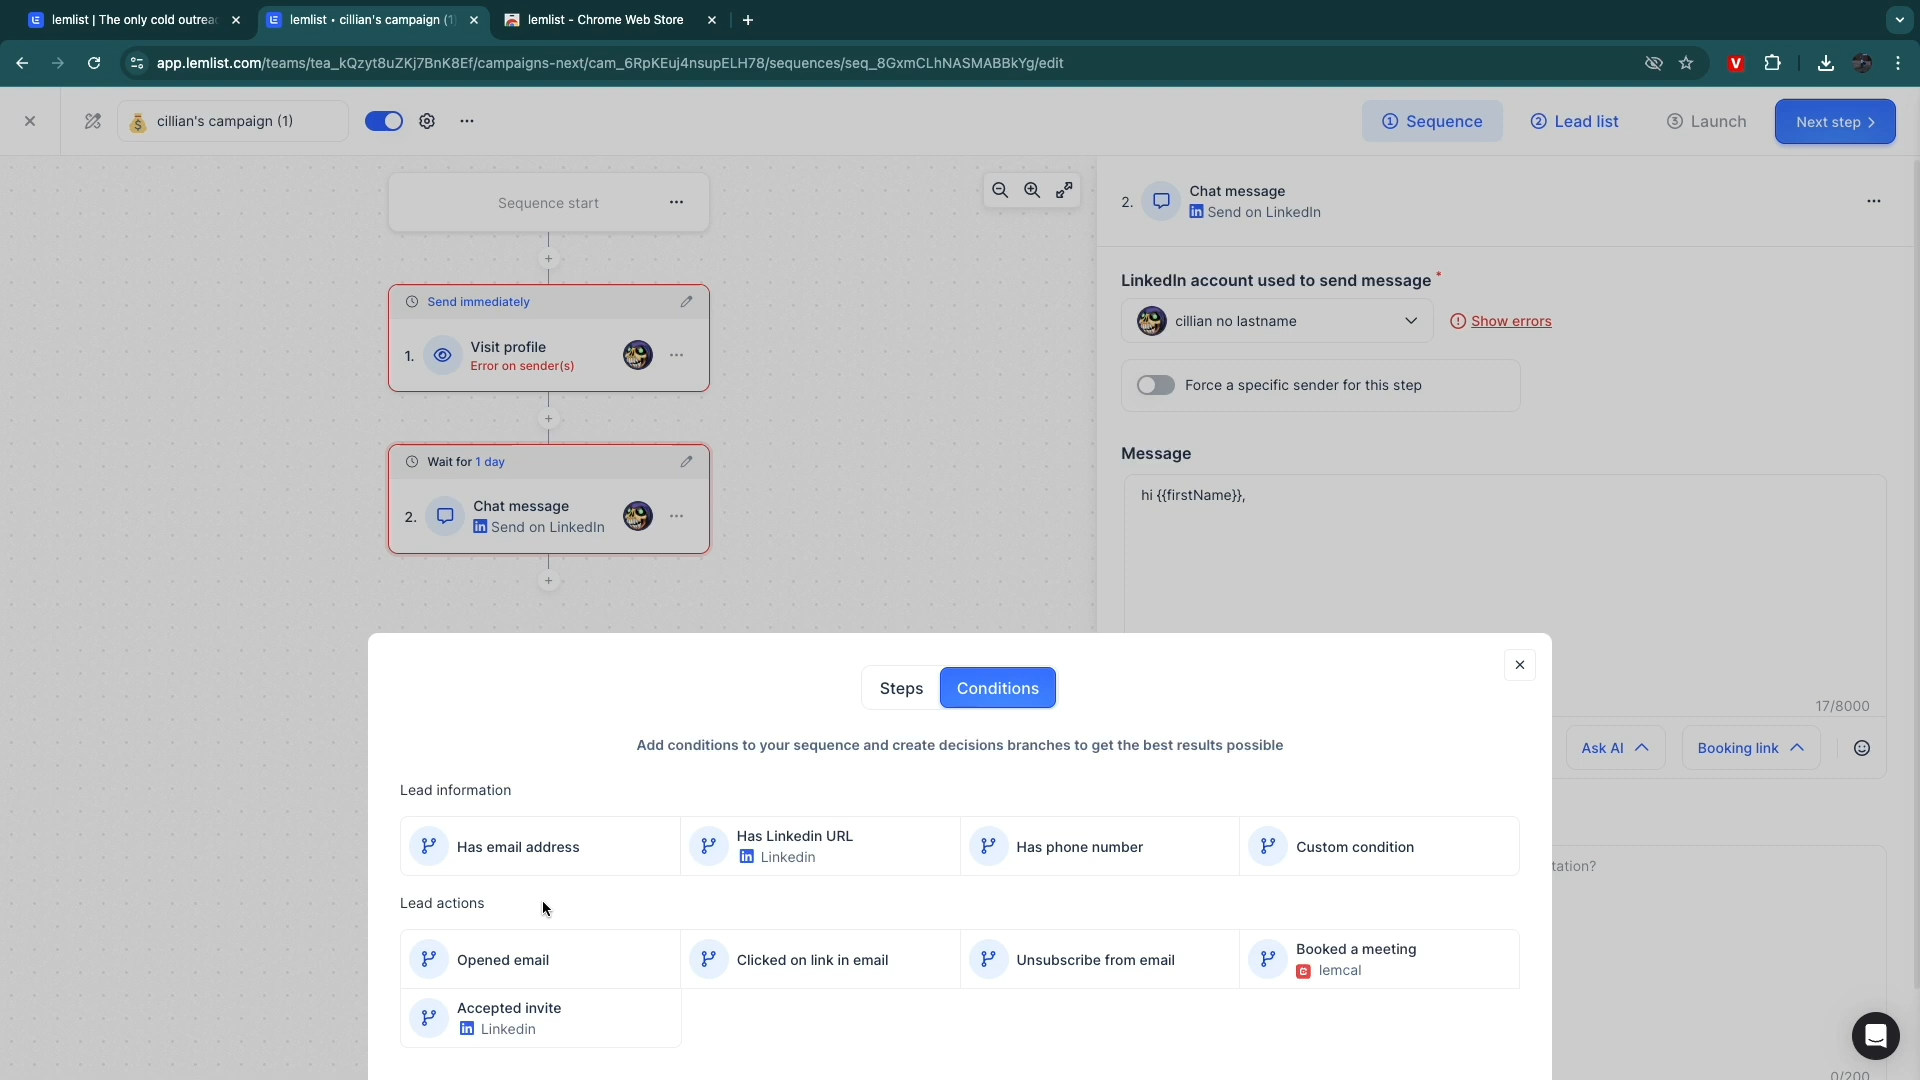 lemlist | The only cold outrea
lemlist • cillian's campaign (1)
lemlist - Chrome Web Store
app.lemlist.com/teams/tea_kQzyt8uZKj7BnK8Ef/campaigns-next/cam_6RpKEuj4nsupELH78/sequences/seq_8GxmCLhNASMABBkYg/edit
cillian's campaign (1)
1 Sequence
2 Lead list
3 Launch
Next step
Sequence start
Send immediately
1.
Visit profile
Error on sender(s)
Wait for 1 day
2.
Chat message
Send on LinkedIn
2.
Chat message
Send on LinkedIn
LinkedIn account used to send message *
cillian no lastname
Show errors
Force a specific sender for this step
Message
hi {{firstName}},
17/8000
Ask AI
Booking link
tation?
0/200
Steps
Conditions
Add conditions to your sequence and create decisions branches to get the best results possible
Lead information
Has email address
Has Linkedin URL
Linkedin
Has phone number
Custom condition
Lead actions
Opened email
Clicked on link in email
Unsubscribe from email
Booked a meeting
lemcal
Accepted invite
Linkedin